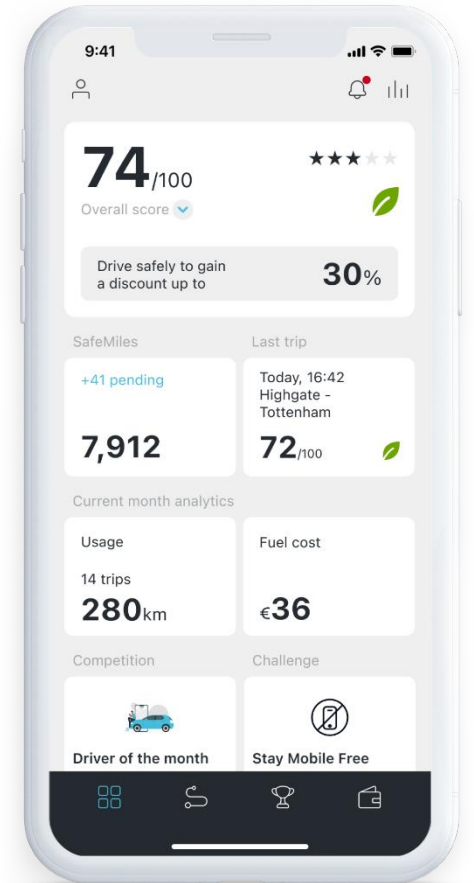 9:41
74/100
★★★★★
Overall score
Drive safely to gain
a discount up to
30%
SafeMiles
Last trip
+41 pending
7,912
Today, 16:42
Highgate -
Tottenham
72/100
Current month analytics
Usage
14 trips
280km
Fuel cost
€36
Competition
Challenge
Driver of the month
Stay Mobile Free